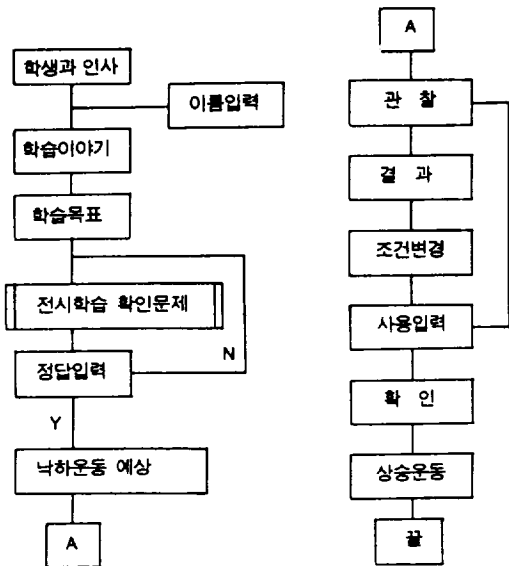 학생과 인사
이름입력
학습이야기
학습목표
전시학습 확인문제
정답입력
N
Y
낙하운동 예상
A
A
관 찰
결 과
조건변경
사용입력
확 인
상승운동
끝